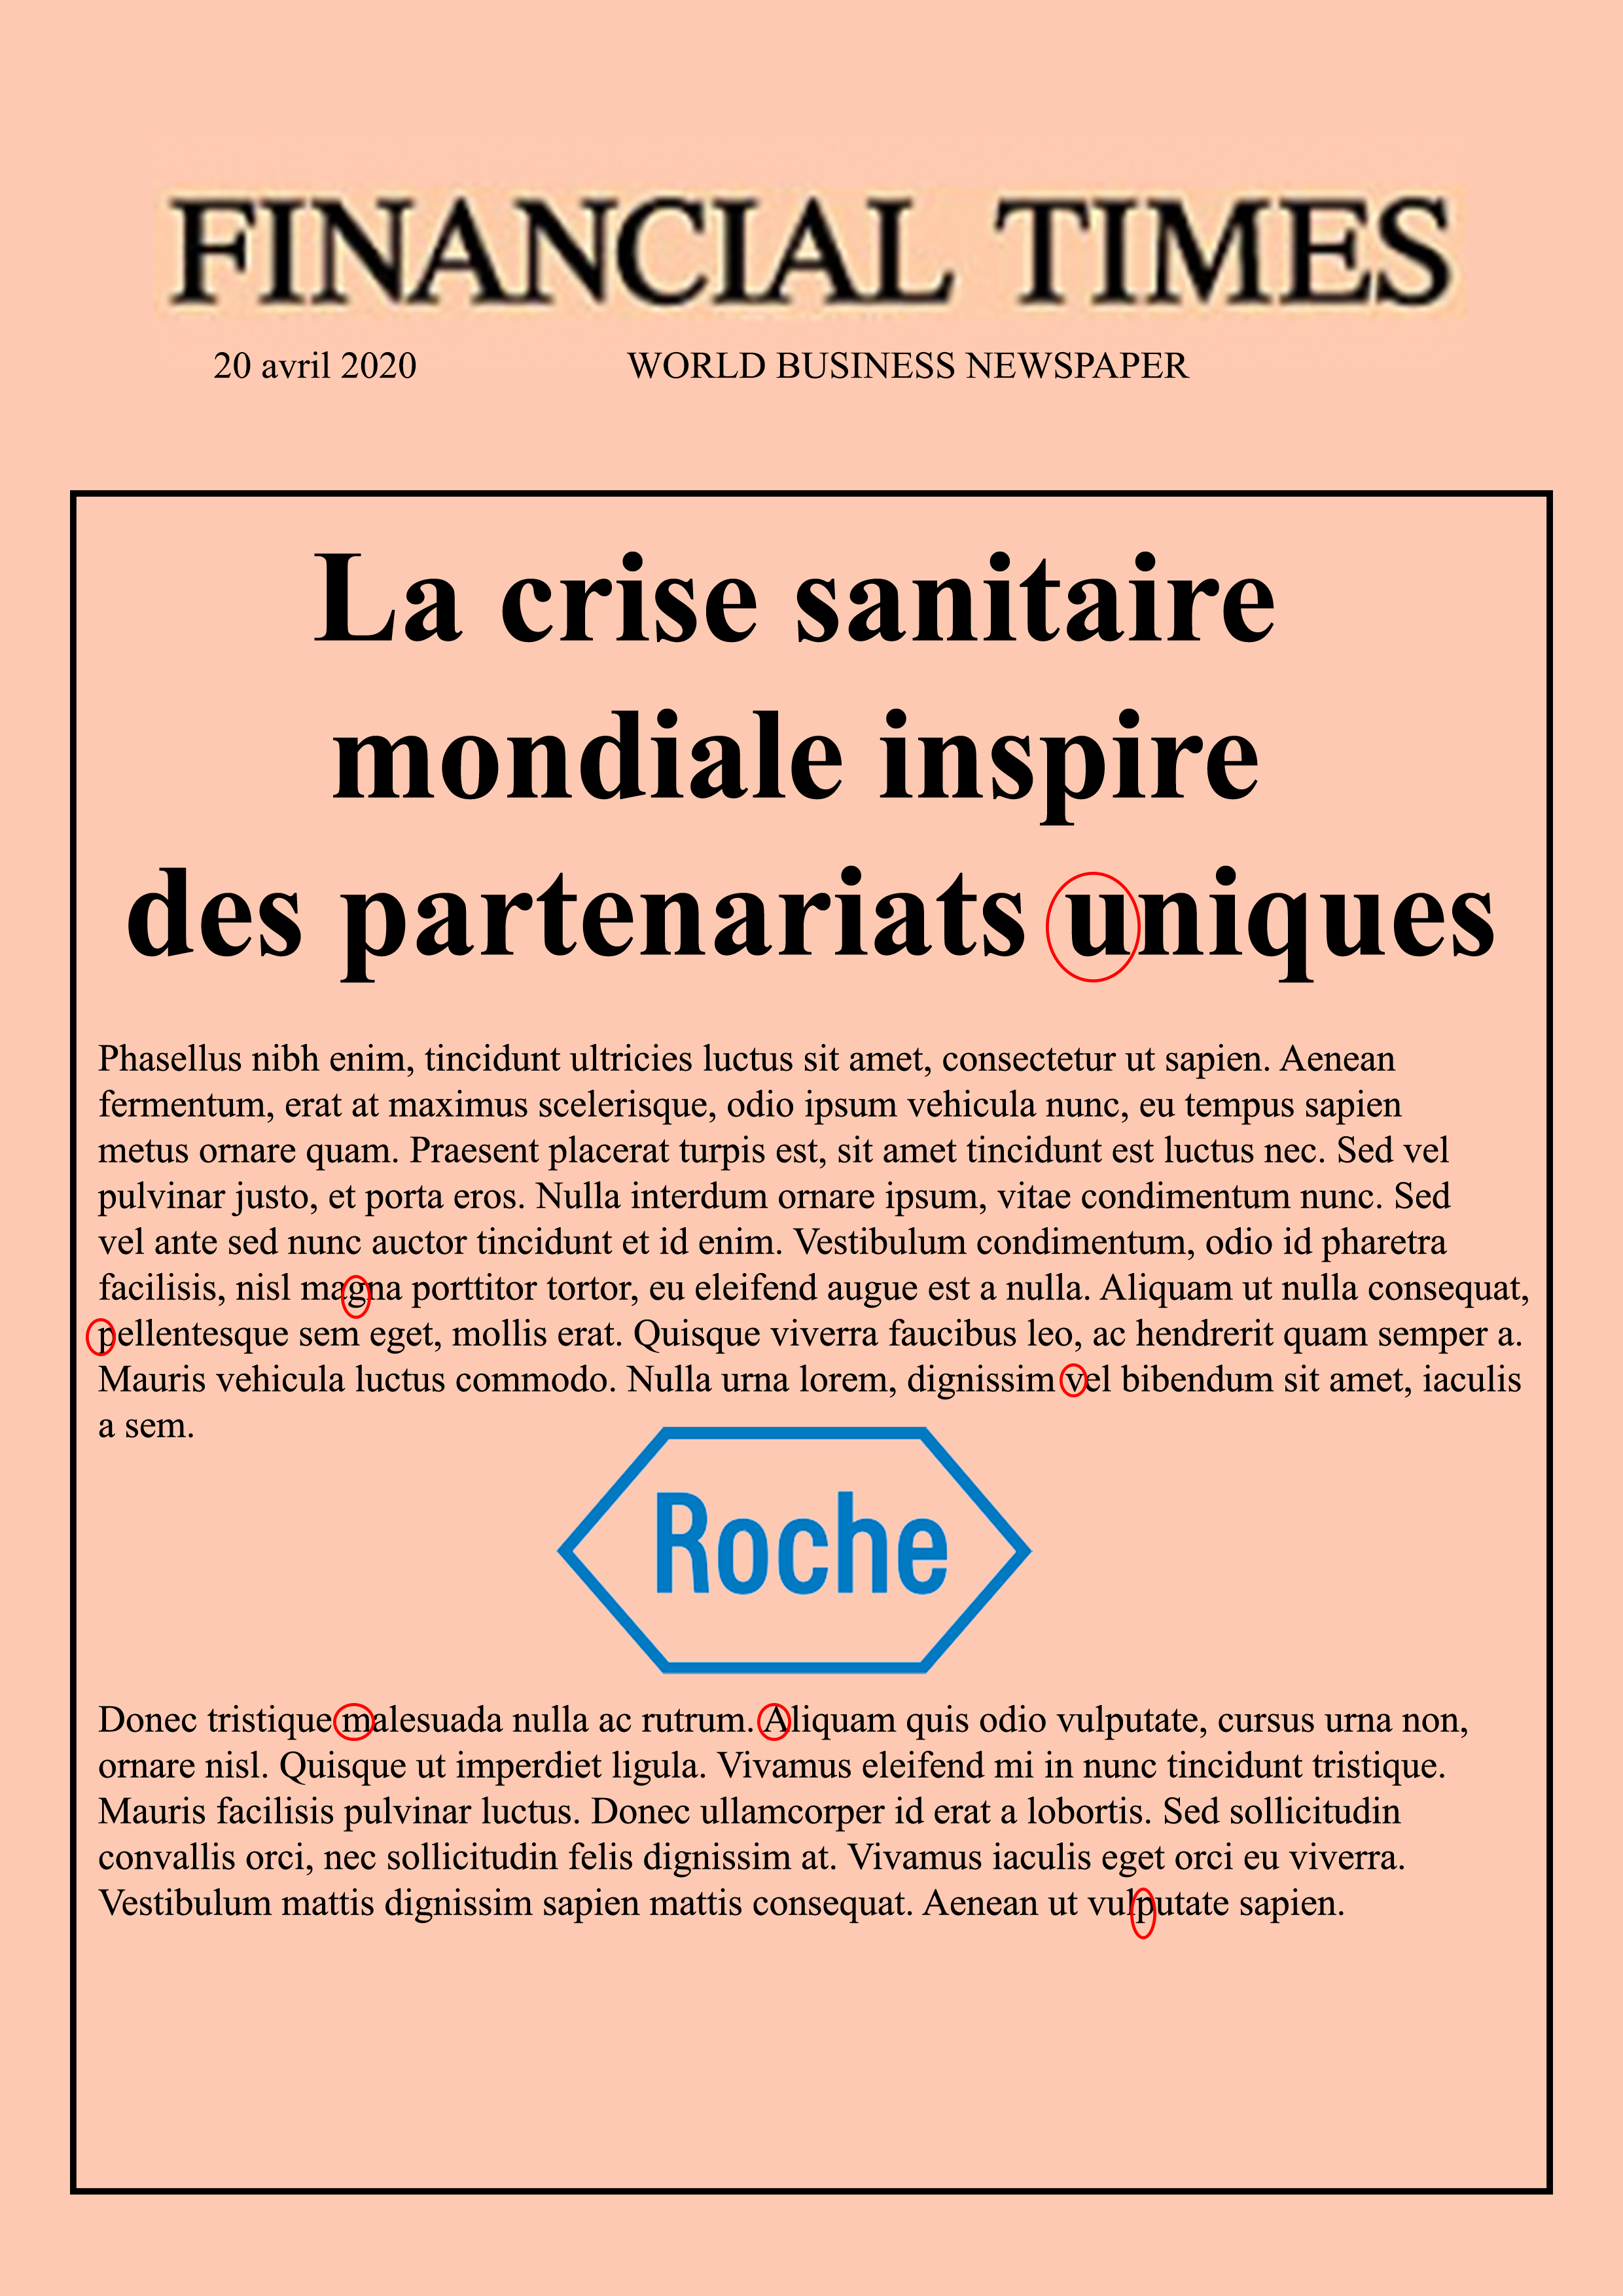 FINANCIAL TIMES
20 avril 2020 WORLD BUSINESS NEWSPAPER
La crise sanitaire
mondiale inspire
des partenariats uniques
Phasellus nibh enim, tincidunt ultricies luctus sit amet, consectetur ut sapien. Aenean
fermentum, erat at maximus scelerisque, odio ipsum vehicula nunc, eu tempus sapien
metus ornare quam. Praesent placerat turpis est, sit amet tincidunt est luctus nec. Sed vel
pulvinar justo, et porta eros. Nulla interdum ornare ipsum, vitae condimentum nunc. Sed
vel ante sed nunc auctor tincidunt et id enim. Vestibulum condimentum, odio id pharetra
facilisis, nisl magna porttitor tortor, eu eleifend augue est a nulla. Aliquam ut nulla consequat,
pellentesque sem eget, mollis erat. Quisque viverra faucibus leo, ac hendrerit quam semper a.
Mauris vehicula luctus commodo. Nulla urna lorem, dignissim vel bibendum sit amet, iaculis
a sem.
Roche
Donec tristique malesuada nulla ac rutrum. Aliquam quis odio vulputate, cursus urna non,
ornare nisl. Quisque ut imperdiet ligula. Vivamus eleifend mi in nunc tincidunt tristique.
Mauris facilisis pulvinar luctus. Donec ullamcorper id erat a lobortis. Sed sollicitudin
convallis orci, nec sollicitudin felis dignissim at. Vivamus iaculis eget orci eu viverra.
Vestibulum mattis dignissim sapien mattis consequat. Aenean ut vulputate sapien.